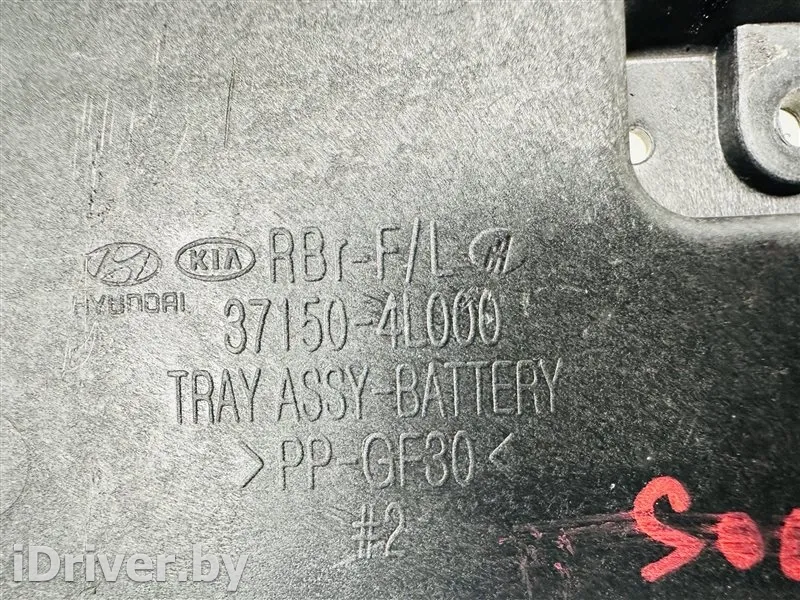 HYUNDAI KIA RBr-F/L
37150-4L000
TRAY ASSY-BATTERY
>PP-GF30<
#2
iDriver.by